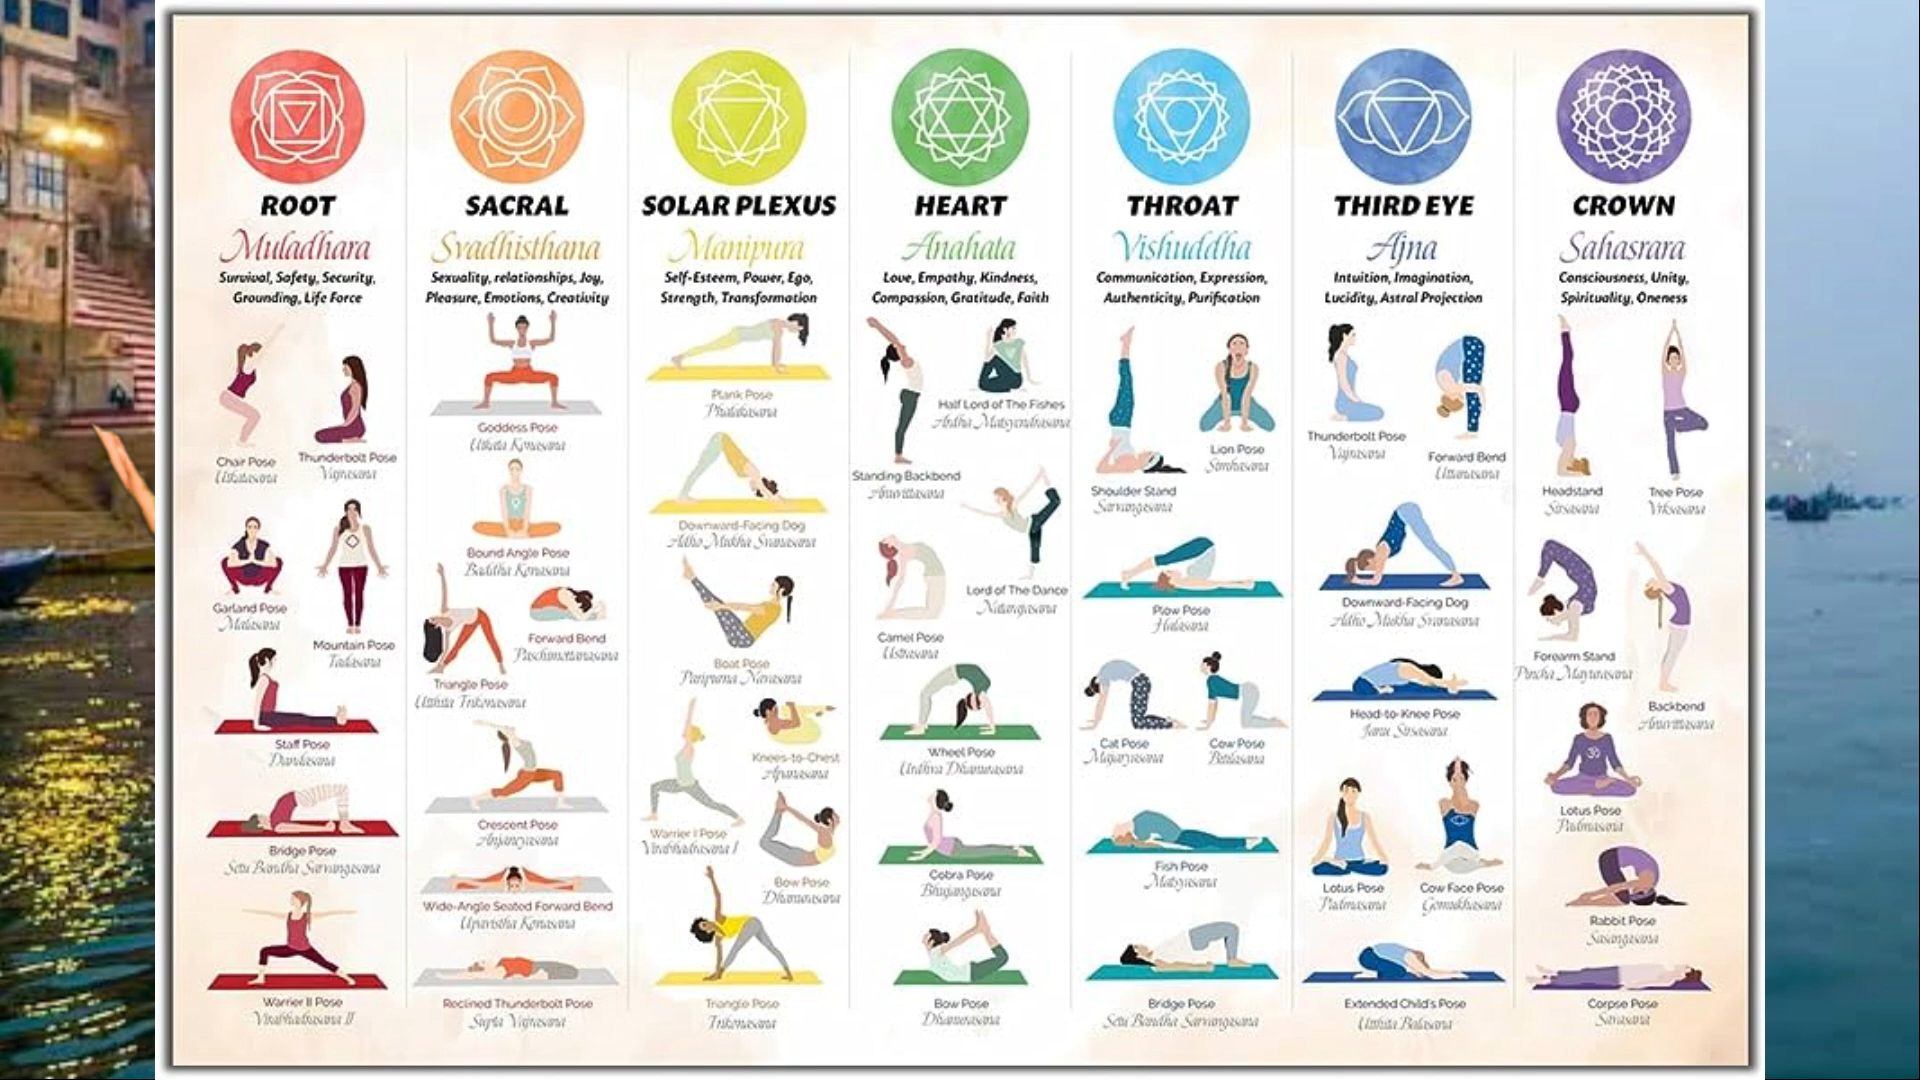 ROOT
Muladhara
Survival, Safety, Security,
Grounding, Life Force
Chair Pose
Utkatasana
Thunderbolt Pose
Vajrasana
Garland Pose
Malasana
Mountain Pose
Tadasana
Staff Pose
Dandasana
Bridge Pose
Setu Bandha Sarvangasana
Warrior II Pose
Virabhadrasana II
SACRAL
Svadhisthana
Sexuality, relationships, Joy,
Pleasure, Emotions, Creativity
Goddess Pose
Utkata Konasana
Bound Angle Pose
Baddha Konasana
Forward Bend
Paschimottanasana
Triangle Pose
Utthita Trikonasana
Crescent Pose
Anjaneyasana
Wide-Angle Seated Forward Bend
Upavistha Konasana
Reclined Thunderbolt Pose
Supta Vajrasana
SOLAR PLEXUS
Manipura
Self-Esteem, Power, Ego,
Strength, Transformation
Plank Pose
Phalakasana
Downward-Facing Dog
Adho Mukha Svanasana
Boat Pose
Paripurna Navasana
Knees-to-Chest
Apanasana
Warrier I Pose
Virabhadrasana I
Bow Pose
Dhanurasana
Triangle Pose
Trikonasana
HEART
Anahata
Love, Empathy, Kindness,
Compassion, Gratitude, Faith
Half Lord of The Fishes
Ardha Matsyendrasana
Standing Backbend
Anuvittasana
Lord of The Dance
Natarajasana
Camel Pose
Ustrasana
Wheel Pose
Urdhva Dhanurasana
Cobra Pose
Bhujangasana
Bow Pose
Dhanurasana
THROAT
Vishuddha
Communication, Expression,
Authenticity, Purification
Lion Pose
Simhasana
Shoulder Stand
Sarvangasana
Plow Pose
Halasana
Cat Pose
Majaryasana
Cow Pose
Bitilasana
Fish Pose
Matsyasana
Bridge Pose
Setu Bandha Sarvangasana
THIRD EYE
Ajna
Intuition, Imagination,
Lucidity, Astral Projection
Thunderbolt Pose
Vajrasana
Forward Bend
Uttanasana
Downward-Facing Dog
Adho Mukha Svanasana
Head-to-Knee Pose
Janu Sirsasana
Lotus Pose
Padmasana
Cow Face Pose
Gomukhasana
Extended Child's Pose
Utthita Balasana
CROWN
Sahasrara
Consciousness, Unity,
Spirituality, Oneness
Headstand
Sirsasana
Tree Pose
Vrksasana
Forearm Stand
Pincha Mayurasana
Backbend
Anuvittasana
ॐ
Lotus Pose
Padmasana
Rabbit Pose
Sasangasana
Corpse Pose
Savasana